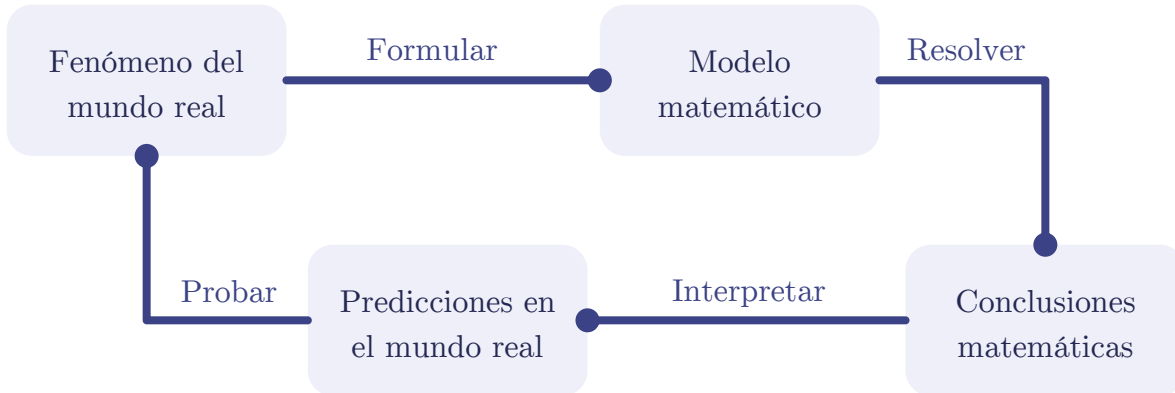 Fenómeno del
mundo real
Formular
Modelo
matemático
Resolver
Probar
Predicciones en
el mundo real
Interpretar
Conclusiones
matemáticas